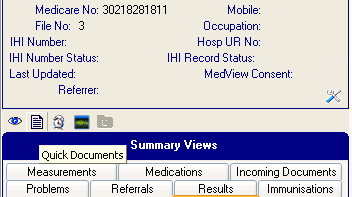 Medicare No: 30218281811 Mobile:
File No: 3 Occupation:
IHI Number: Hosp UR No:
IHI Number Status: IHI Record Status:
Last Updated: MedView Consent:
Referrer:
Summary Views
Quick Documents
Measurements Medications Incoming Documents
Problems Referrals Results Immunisations